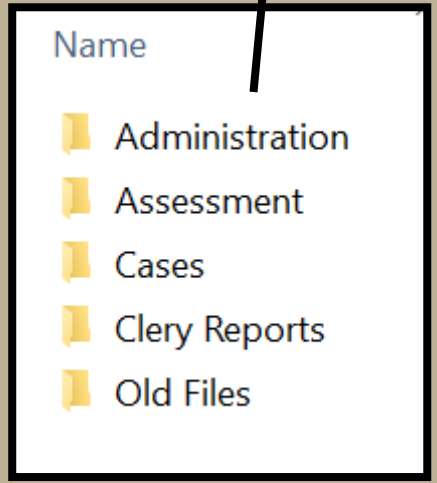 Name
Administration
Assessment
Cases
Clery Reports
Old Files